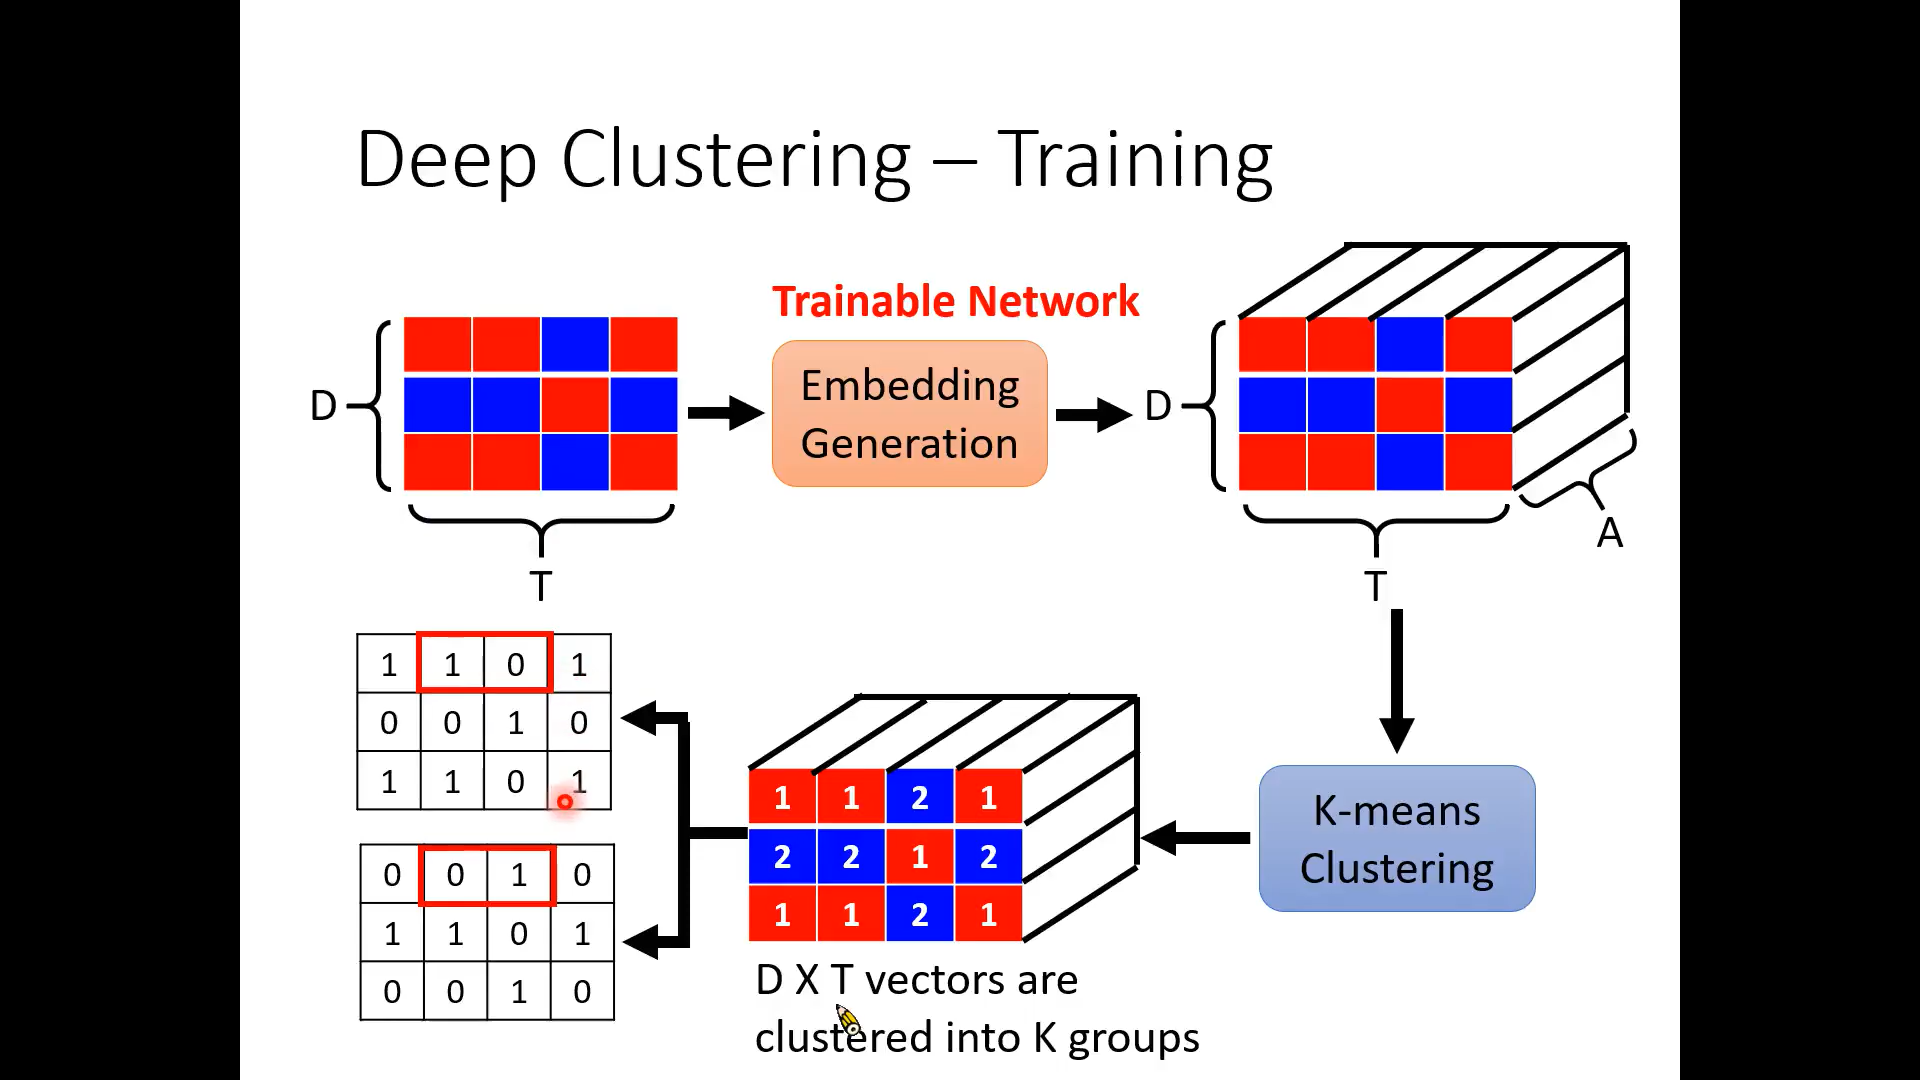 Deep Clustering – Training
Trainable Network
Embedding
Generation
D
T
D
T
A
1 1 0 1
0 0 1 0
1 1 0 1
0 0 1 0
1 1 0 1
0 0 1 0
1 1 2 1
2 2 1 2
1 1 2 1
K-means
Clustering
D X T vectors are
clustered into K groups